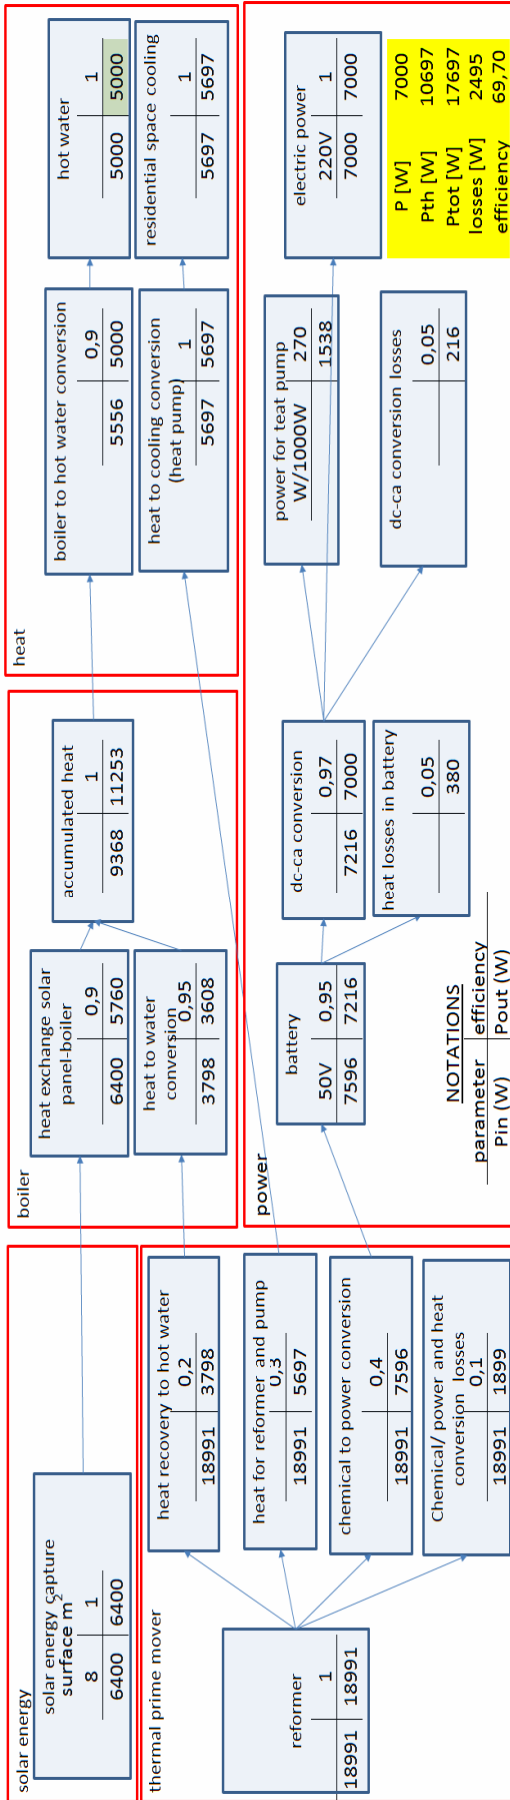 solar energy
solar energy capture
surface m²
8 1
6400 6400
thermal prime mover
reformer
1
18991 18991
heat recovery to hot water
0,2
18991 3798
heat for reformer and pump
0,3
18991 5697
chemical to power conversion
0,4
18991 7596
Chemical/ power and heat
conversion losses
0,1
18991 1899
boiler
heat exchange solar
panel-boiler
0,9
6400 5760
heat to water
conversion
0,95
3798 3608
accumulated heat
1
9368 11253
heat
boiler to hot water conversion
0,9
5556 5000
hot water
1
5000 5000
heat to cooling conversion
(heat pump) 1
5697 5697
residential space cooling
1
5697 5697
power
battery
50V 0,95
7596 7216
dc-ca conversion
0,97
7216 7000
heat losses in battery
0,05
380
power for teat pump
W/1000W 270
1538
dc-ca conversion losses
0,05
216
electric power
220V 1
7000 7000
NOTATIONS
parameter efficiency
Pin (W) Pout (W)
P [W] 7000
Pth [W] 10697
Ptot [W] 17697
losses [W] 2495
efficiency 69,70